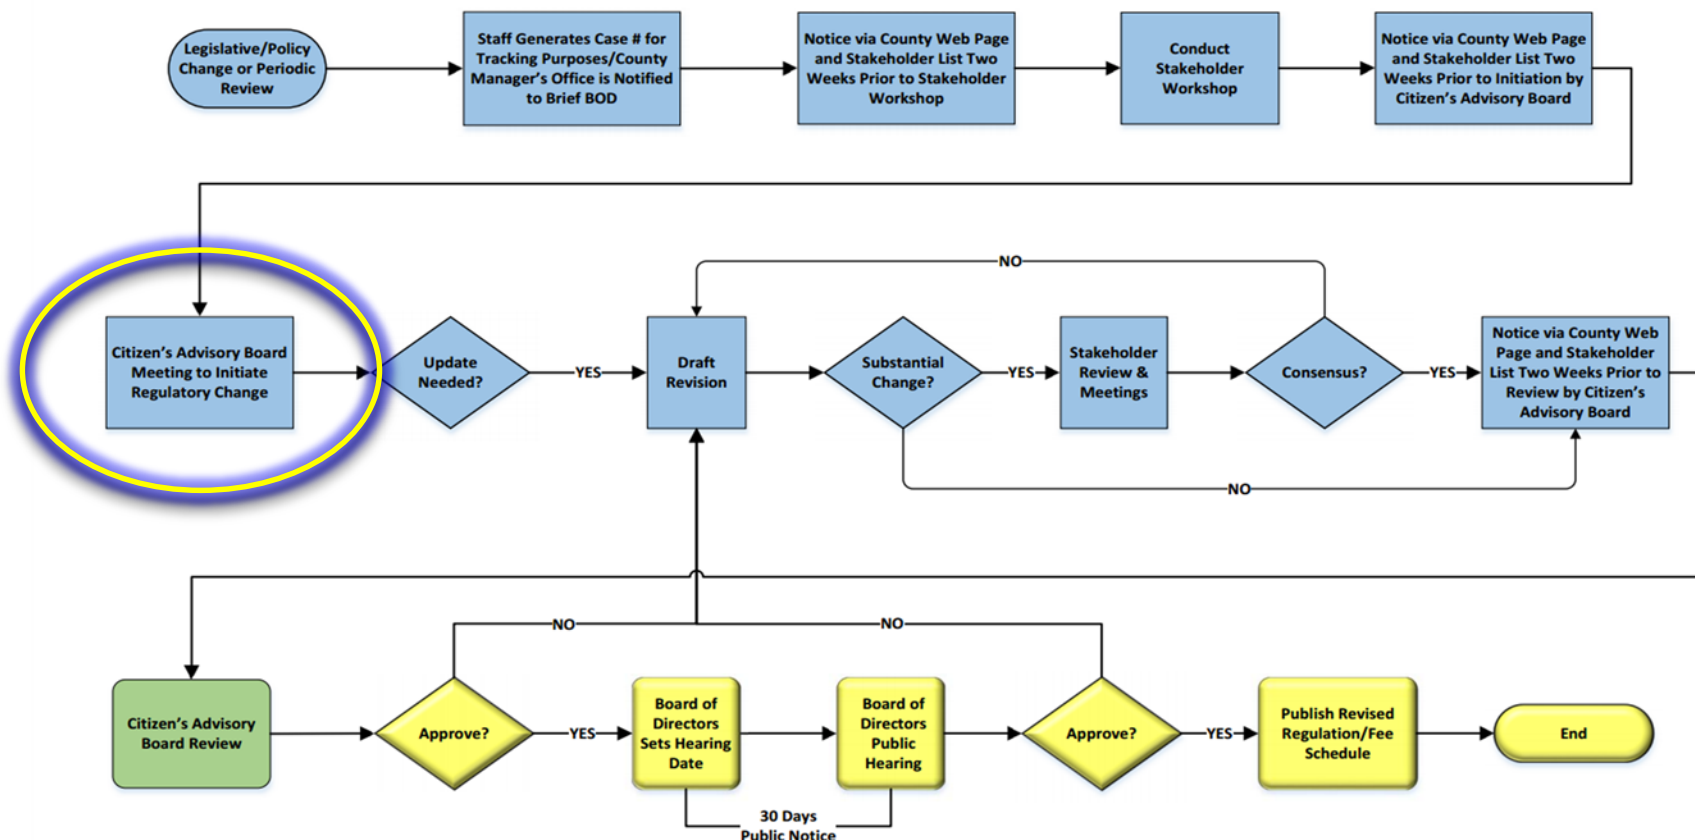 Legislative/Policy
Change or Periodic
Review
Staff Generates Case # for
Tracking Purposes/County
Manager's Office is Notified
to Brief BOD
Notice via County Web Page
and Stakeholder List Two
Weeks Prior to Stakeholder
Workshop
Conduct
Stakeholder
Workshop
Notice via County Web Page
and Stakeholder List Two
Weeks Prior to Initiation by
Citizen's Advisory Board
NO
Citizen's Advisory Board
Meeting to Initiate
Regulatory Change
Update
Needed?
YES
Draft
Revision
Substantial
Change?
YES
Stakeholder
Review &
Meetings
Consensus?
YES
Notice via County Web
Page and Stakeholder
List Two Weeks Prior to
Review by Citizen's
Advisory Board
NO
NO
NO
Citizen's Advisory
Board Review
Approve?
YES
Board of
Directors
Sets Hearing
Date
Board of
Directors
Public
Hearing
Approve?
YES
Publish Revised
Regulation/Fee
Schedule
End
30 Days
Public Notice